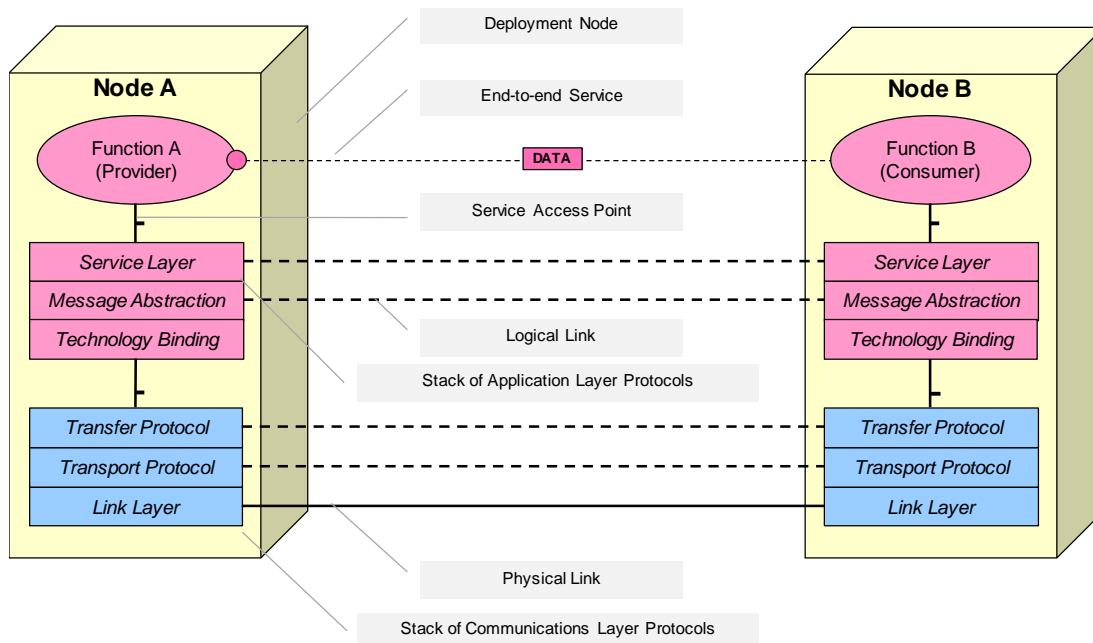 Deployment Node
Node A
Node B
End-to-end Service
Function A
(Provider)
DATA
Function B
(Consumer)
Service Access Point
Service Layer
Service Layer
Message Abstraction
Message Abstraction
Technology Binding
Logical Link
Technology Binding
Stack of Application Layer Protocols
Transfer Protocol
Transfer Protocol
Transport Protocol
Transport Protocol
Link Layer
Link Layer
Physical Link
Stack of Communications Layer Protocols